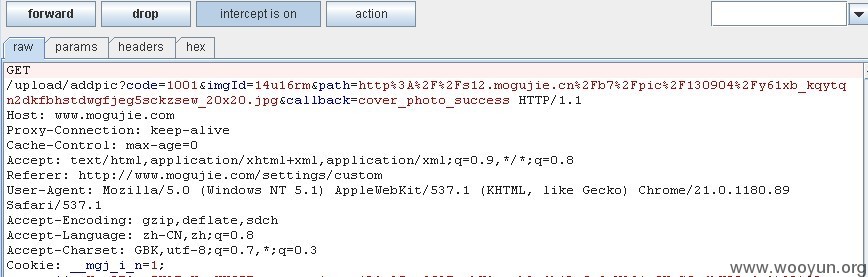 forward drop intercept is on action
raw params headers hex
GET
/upload/addpic?code=1001&imgId=14u16rm&path=http%3A%2F%2Fs12.mogujie.cn%2Fb7%2Fpic%2F130904%2Fy61xb_kqytq
n2dkfbhstdwgfjeg5sckzsew_20x20.jpg&callback=cover_photo_success HTTP/1.1
Host: www.mogujie.com
Proxy-Connection: keep-alive
Cache-Control: max-age=0
Accept: text/html,application/xhtml+xml,application/xml;q=0.9,*/*;q=0.8
Referer: http://www.mogujie.com/settings/custom
User-Agent: Mozilla/5.0 (Windows NT 5.1) AppleWebKit/537.1 (KHTML, like Gecko) Chrome/21.0.1180.89
Safari/537.1
Accept-Encoding: gzip,deflate,sdch
Accept-Language: zh-CN,zh;q=0.8
Accept-Charset: GBK,utf-8;q=0.7,*;q=0.3
Cookie: __mgj_i_n=1;
www.wooyun.org